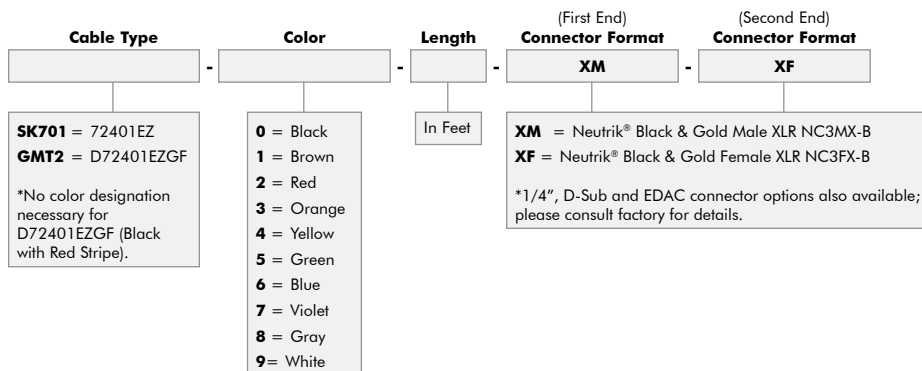 (First End) (Second End)
Cable Type Color Length Connector Format Connector Format
- - - XM - XF
SK701 = 72401EZ
GMT2 = D72401EZGF
*No color designation
necessary for
D72401EZGF (Black
with Red Stripe).
0 = Black
1 = Brown
2 = Red
3 = Orange
4 = Yellow
5 = Green
6 = Blue
7 = Violet
8 = Gray
9= White
In Feet
XM = Neutrik® Black & Gold Male XLR NC3MX-B
XF = Neutrik® Black & Gold Female XLR NC3FX-B
*1/4”, D-Sub and EDAC connector options also available;
please consult factory for details.